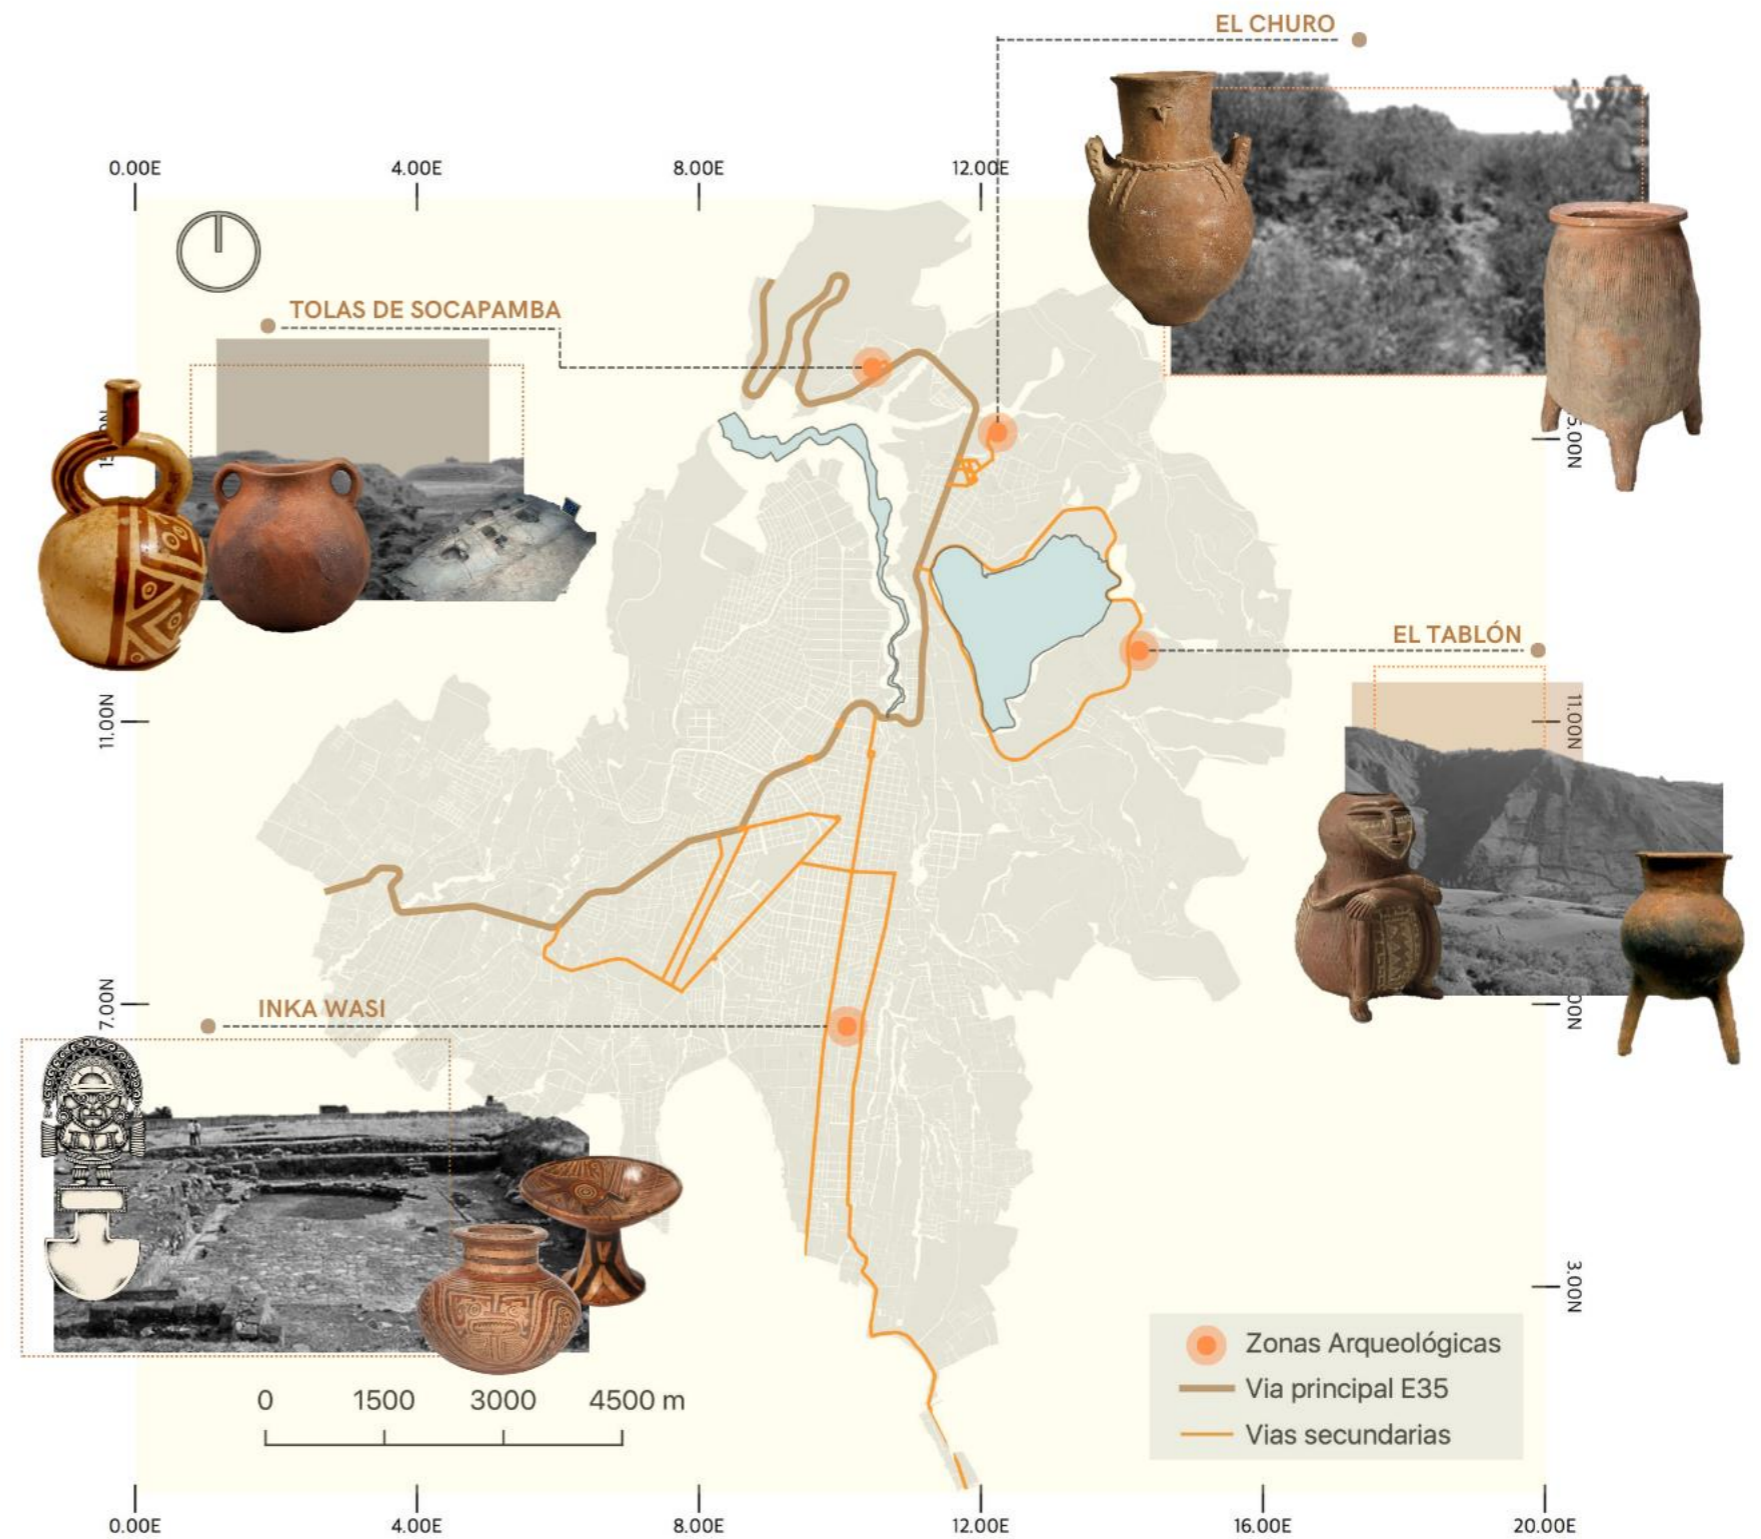 EL CHURO
0.00E
4.00E
8.00E
12.00E
TOLAS DE SOCAPAMBA
5.00N
EL TABLÓN
11.00N
11.00N
INKA WASI
7.00N
3.00N
0 1500 3000 4500 m
Zonas Arqueológicas
Via principal E35
Vias secundarias
0.00E
4.00E
8.00E
12.00E
16.00E
20.00E